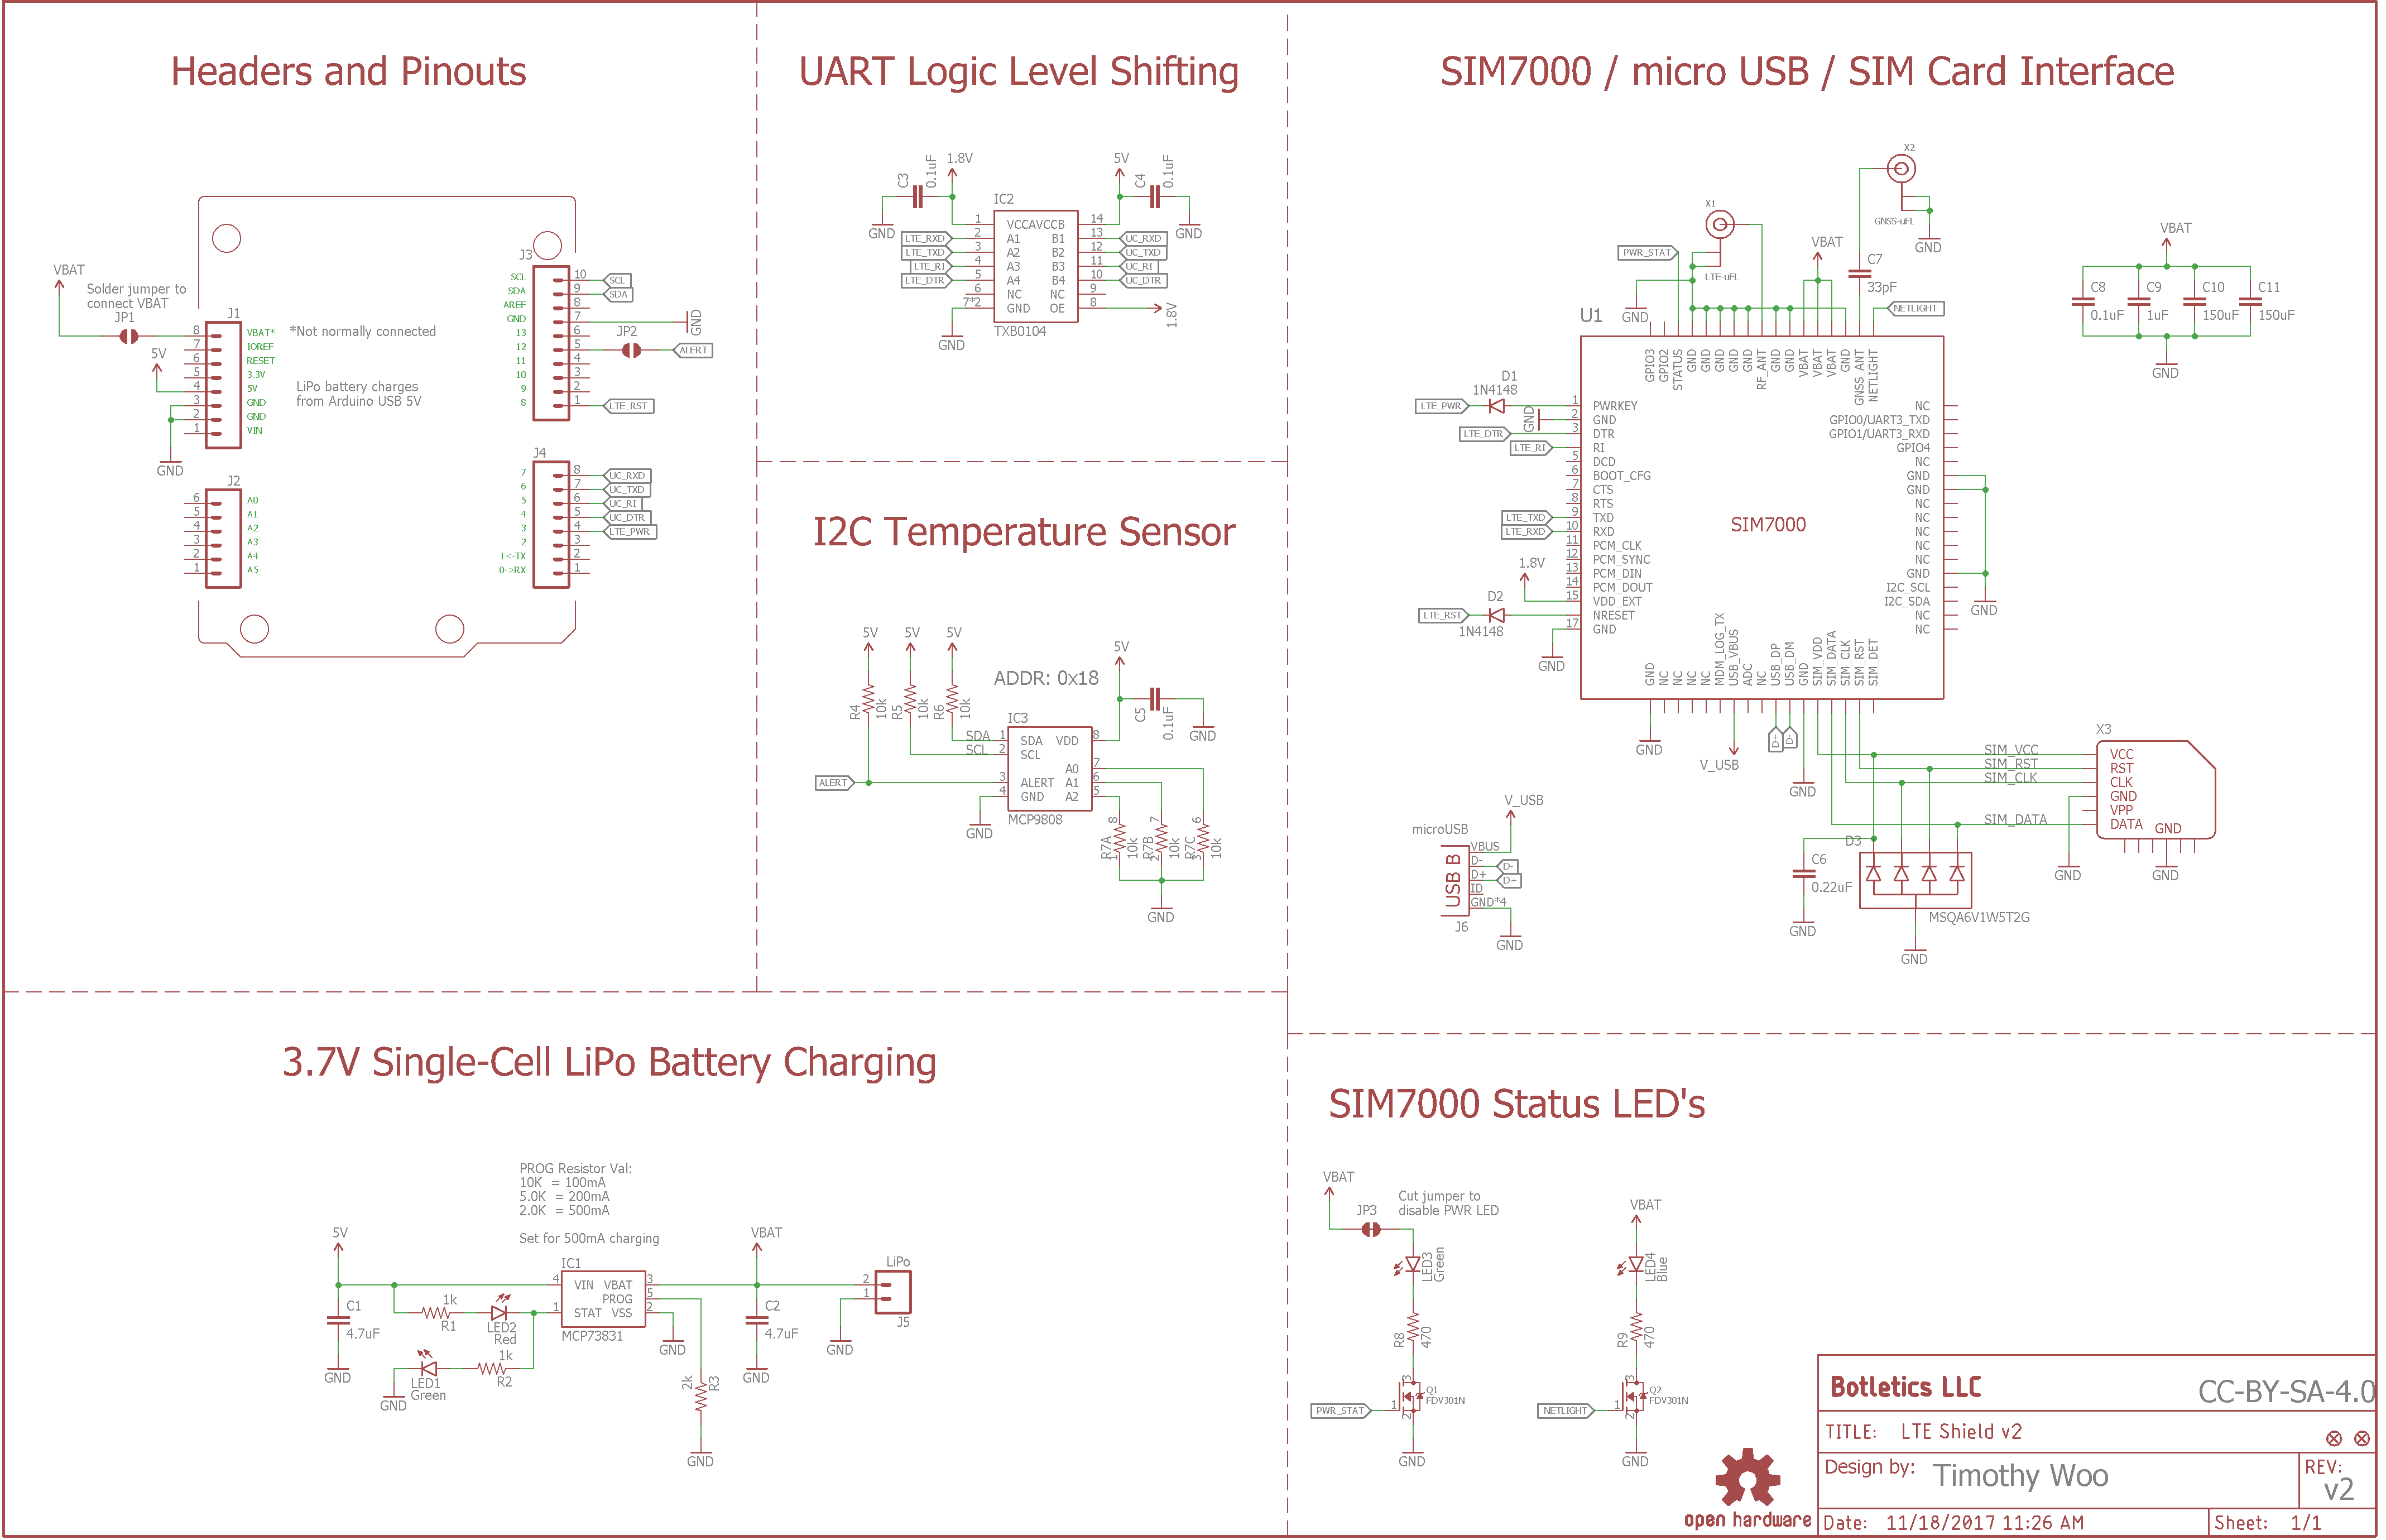 Headers and Pinouts
VBAT
Solder jumper to
connect VBAT
JP1
J1
8 VBAT*
7 IOREF
6 RESET
5 3.3V
4 5V
3 GND
2 GND
1 VIN
*Not normally connected
5V
LiPo battery charges
from Arduino USB 5V
GND
J2
6 A0
5 A1
4 A2
3 A3
2 A4
1 A5
J3
SCL 10 SCL
SDA 9 SDA
AREF 8
GND 7 GND
13 6
12 5 JP2 ALERT
11 4
10 3
9 2
8 1 LTE_RST
J4
7 8 UC_RXD
6 7 UC_TXD
5 6 UC_RI
4 5 UC_DTR
3 4 LTE_PWR
2 3
1<-TX 2
0->RX 1
UART Logic Level Shifting
C3 0.1uF 1.8V
5V C4 0.1uF
GND
GND
IC2
1 VCCA VCCB 14
LTE_RXD 2 A1 B1 13 UC_RXD
LTE_TXD 3 A2 B2 12 UC_TXD
LTE_RI 4 A3 B3 11 UC_RI
LTE_DTR 5 A4 B4 10 UC_DTR
6 NC NC 9
7*2 GND OE 8 1.8V
TXB0104
GND
I2C Temperature Sensor
5V 5V 5V 5V
ADDR: 0x18
R4 10k R5 10k R6 10k
C5 0.1uF
GND
IC3
SDA 1 SDA VDD 8
SCL 2 SCL
A0 7
ALERT 3 ALERT A1 6
4 GND A2 5
MCP9808
GND
8 7 6
R7A 10k R7B 10k R7C 10k
1 2 3
GND
SIM7000 / micro USB / SIM Card Interface
X2
GNSS-uFL
GND
X1
LTE-uFL
PWR_STAT
GND
VBAT
C7
33pF
NETLIGHT
VBAT
C8 C9 C10 C11
0.1uF 1uF 150uF 150uF
GND
U1
GPIO3
GPIO2
STATUS
GND
GND
GND
GND
GND
RF_ANT
GND
GND
VBAT
VBAT
VBAT
GND
GNSS_ANT
NETLIGHT
D1
1N4148
LTE_PWR 1 PWRKEY
GND 2 GND
LTE_DTR 3 DTR
LTE_RI 4 RI
5 DCD
6 BOOT_CFG
7 CTS
8 RTS
LTE_TXD 9 TXD
LTE_RXD 10 RXD
11 PCM_CLK
12 PCM_SYNC
13 PCM_DIN
14 PCM_DOUT
1.8V
15 VDD_EXT
D2
LTE_RST NRESET
1N4148
17 GND
GND
SIM7000
NC
GPIO0/UART3_TXD
GPIO1/UART3_RXD
GPIO4
NC
GND
GND
NC
NC
NC
NC
NC
GND
I2C_SCL
I2C_SDA
NC
NC
GND
GND
NC
NC
NC
NC
MDM_LOG_TX
USB_VBUS
ADC
NC
USB_DP
USB_DM
GND
SIM_VDD
SIM_DATA
SIM_CLK
SIM_RST
SIM_DET
GND
V_USB
D+
D-
GND
SIM_VCC
SIM_RST
SIM_CLK
SIM_DATA
X3
VCC
RST
CLK
GND
VPP
DATA
GND
GND
GND
C6
0.22uF
GND
D3
MSQA6V1W5T2G
GND
V_USB
microUSB
USB B
VBUS
D- D-
D+ D+
ID
GND*4
J6
GND
3.7V Single-Cell LiPo Battery Charging
PROG Resistor Val:
10K = 100mA
5.0K = 200mA
2.0K = 500mA
Set for 500mA charging
5V
C1
4.7uF
GND
1k
R1
LED2
Red
LED1
Green
1k
R2
GND
IC1
4 VIN VBAT 3
PROG 5
1 STAT VSS 2
MCP73831
GND
2k R3
GND
VBAT
C2
4.7uF
GND
LiPo
2
1
J5
GND
SIM7000 Status LED's
VBAT
JP3
Cut jumper to
disable PWR LED
LED3
Green
R8
470
PWR_STAT 1
3
2
Q1
FDV301N
GND
VBAT
LED4
Blue
R9
470
NETLIGHT 1
3
2
Q2
FDV301N
GND
open hardware
Botletics LLC
CC-BY-SA-4.0
TITLE: LTE Shield v2
Design by: Timothy Woo
REV:
v2
Date: 11/18/2017 11:26 AM
Sheet: 1/1